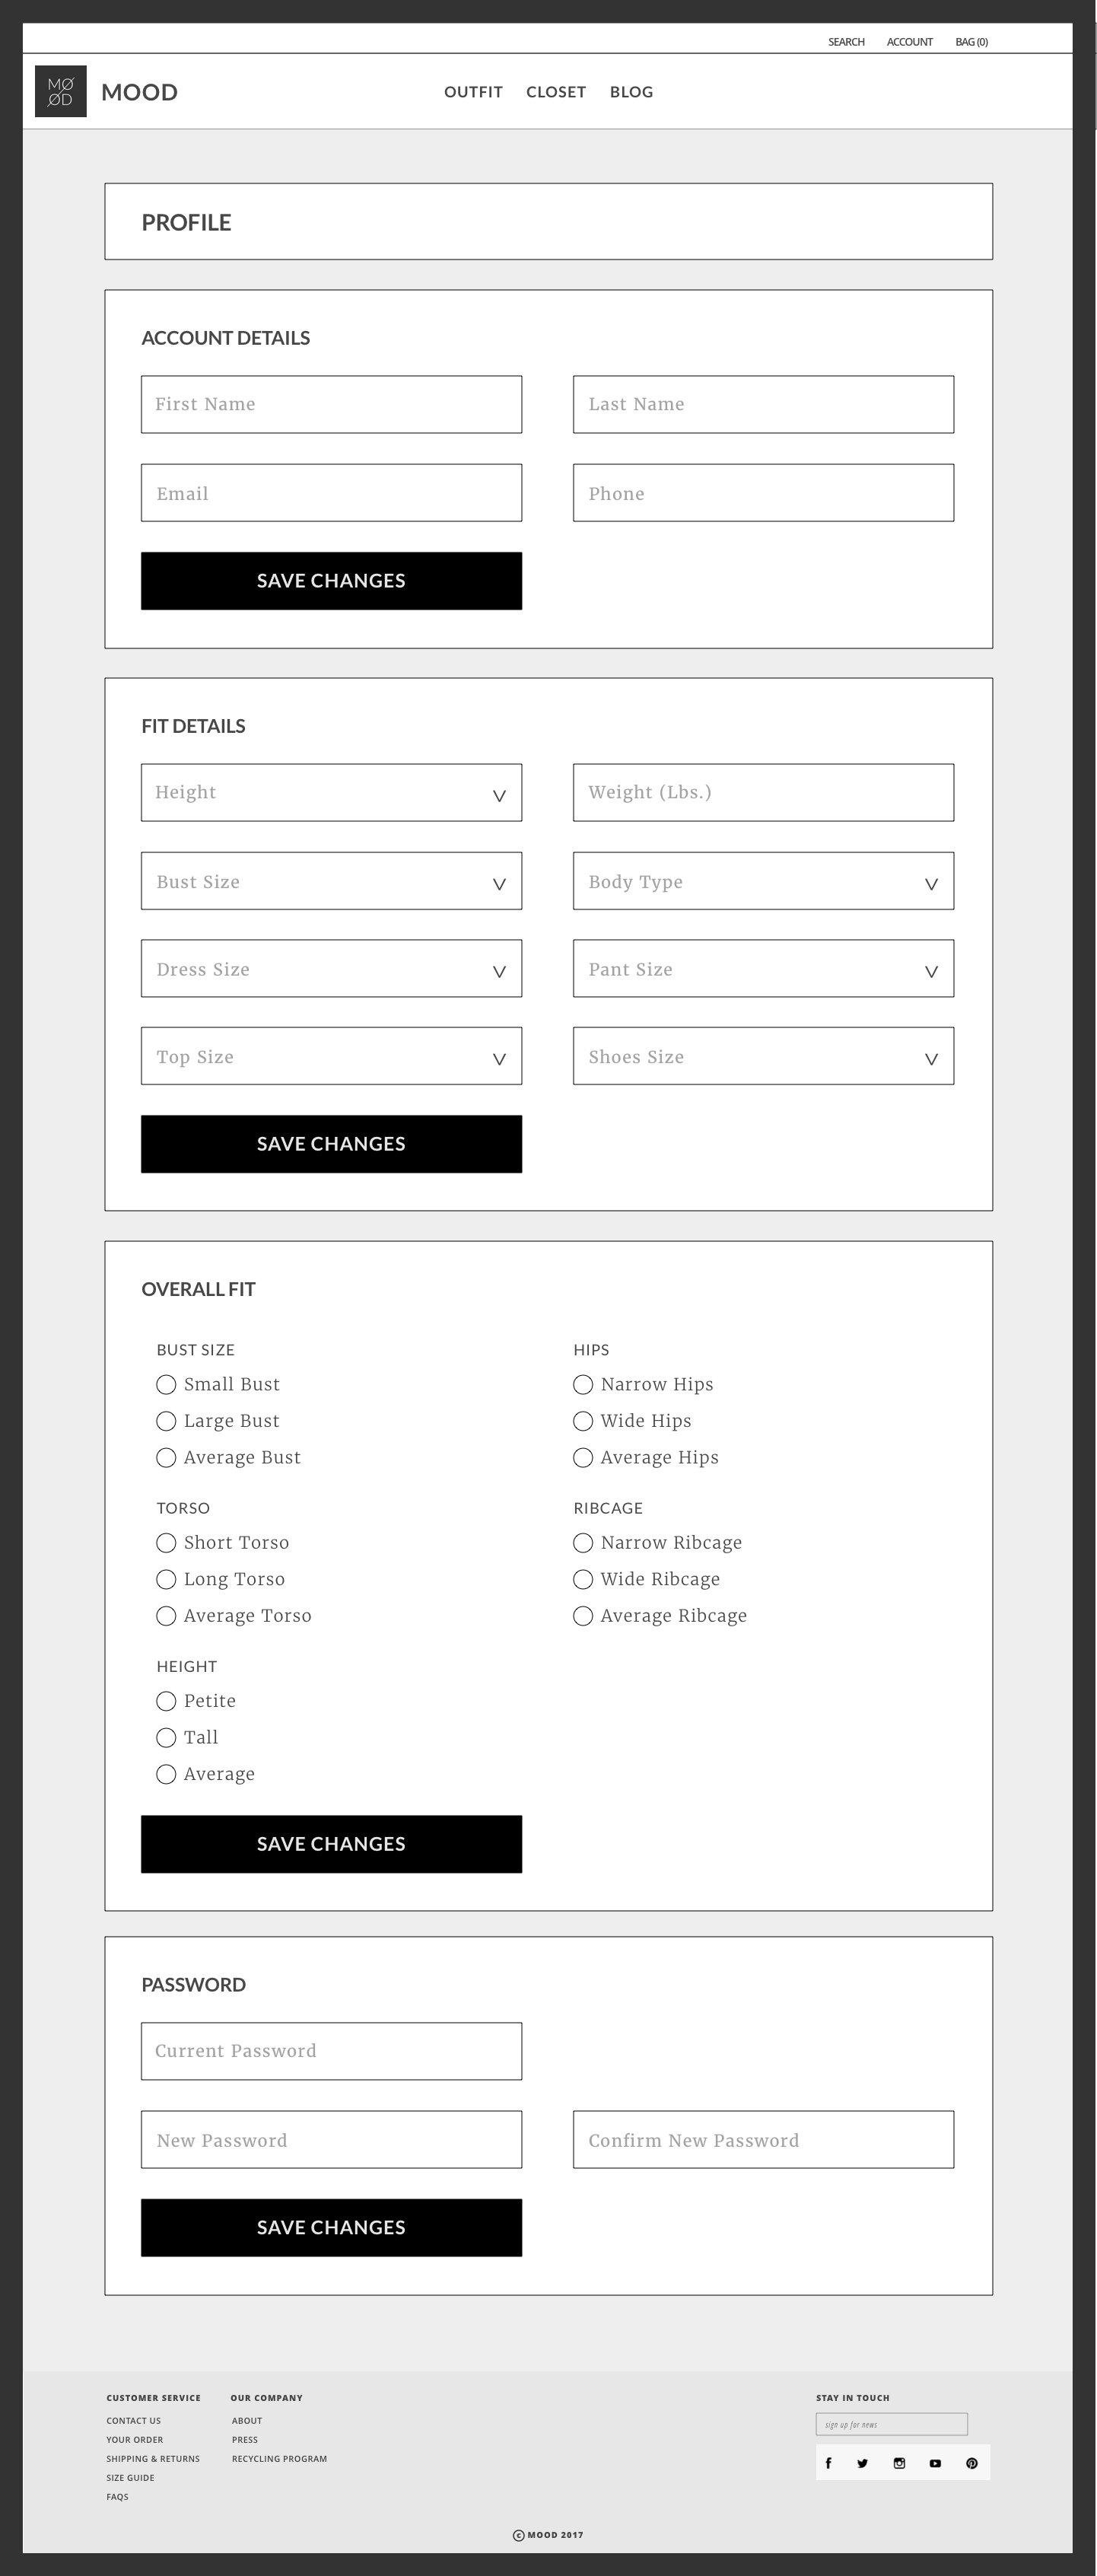 SEARCH ACCOUNT BAG (0)
MØ
ØD
MOOD
OUTFIT CLOSET BLOG
PROFILE
ACCOUNT DETAILS
First Name Last Name
Email Phone
SAVE CHANGES
FIT DETAILS
Height Weight (Lbs.)
Bust Size Body Type
Dress Size Pant Size
Top Size Shoes Size
SAVE CHANGES
OVERALL FIT
BUST SIZE
Small Bust
Large Bust
Average Bust
HIPS
Narrow Hips
Wide Hips
Average Hips
TORSO
Short Torso
Long Torso
Average Torso
RIBCAGE
Narrow Ribcage
Wide Ribcage
Average Ribcage
HEIGHT
Petite
Tall
Average
SAVE CHANGES
PASSWORD
Current Password
New Password Confirm New Password
SAVE CHANGES
CUSTOMER SERVICE
CONTACT US
YOUR ORDER
SHIPPING & RETURNS
SIZE GUIDE
FAQS
OUR COMPANY
ABOUT
PRESS
RECYCLING PROGRAM
STAY IN TOUCH
sign up for news
© MOOD 2017